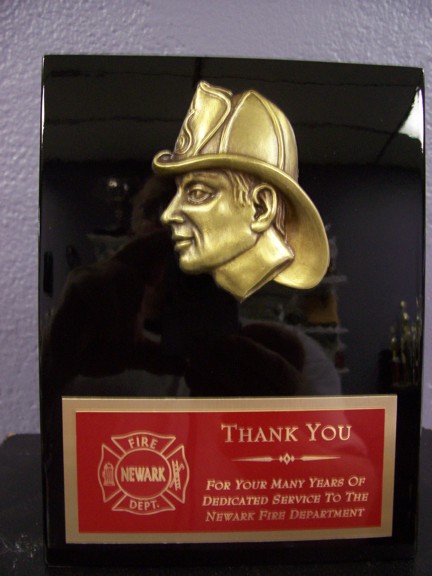 FIRE
NEWARK
DEPT.
THANK YOU
FOR YOUR MANY YEARS OF
DEDICATED SERVICE TO THE
NEWARK FIRE DEPARTMENT